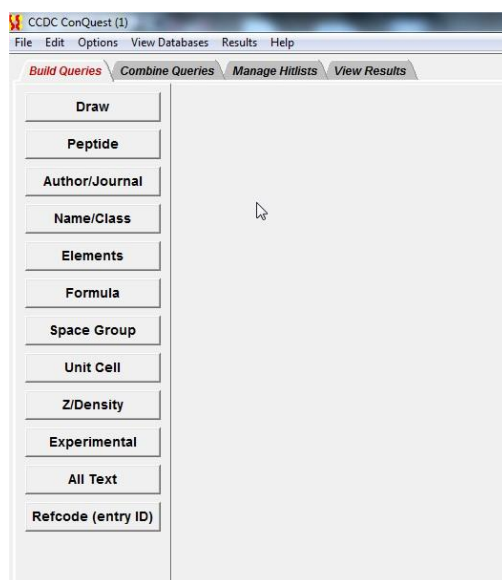 CCDC ConQuest (1)
File Edit Options View Databases Results Help
Build Queries Combine Queries Manage Hitlists View Results
Draw
Peptide
Author/Journal
Name/Class
Elements
Formula
Space Group
Unit Cell
Z/Density
Experimental
All Text
Refcode (entry ID)